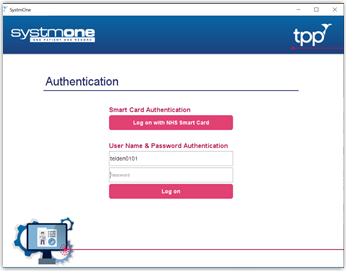 SystmOne
systmone
ONE PATIENT ONE RECORD
tpp
Authentication
Smart Card Authentication
Log on with NHS Smart Card
User Name & Password Authentication
telden0101
Password
Log on